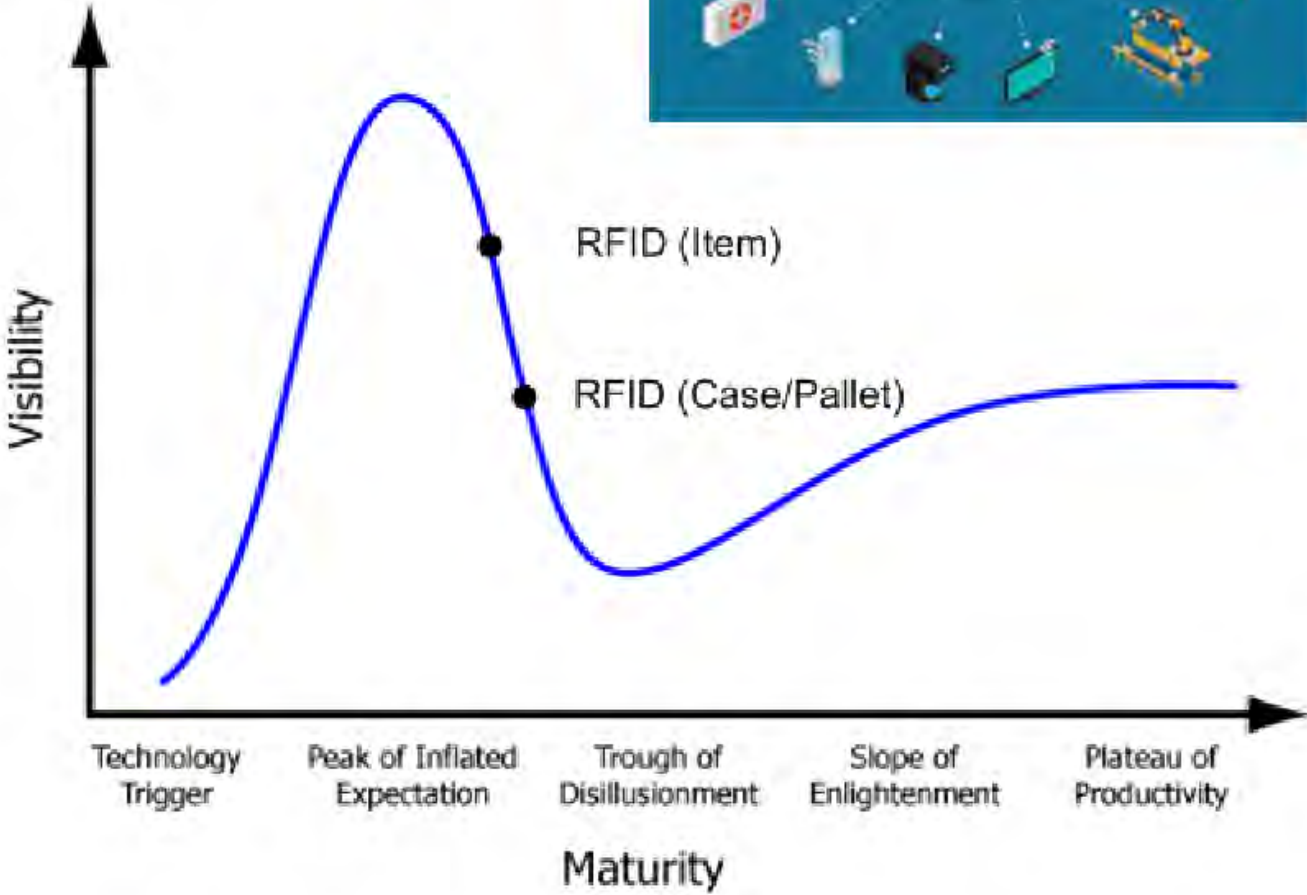 Visibility
RFID (Item)
RFID (Case/Pallet)
Technology
Trigger
Peak of Inflated
Expectation
Trough of
Disillusionment
Slope of
Enlightenment
Plateau of
Productivity
Maturity